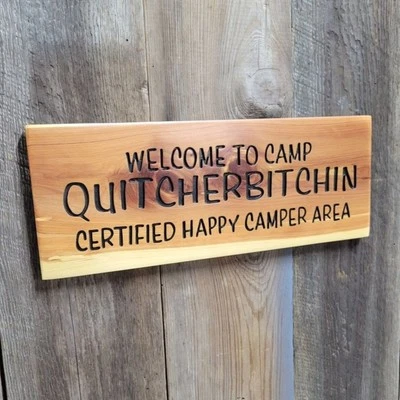 WELCOME TO CAMP
QUITCHERBITCHIN
CERTIFIED HAPPY CAMPER AREA